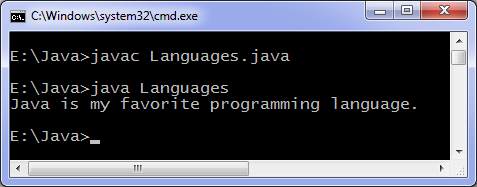 C:\Windows\system32\cmd.exe
E:\Java>javac Languages.java
E:\Java>java Languages
Java is my favorite programming language.
E:\Java>_